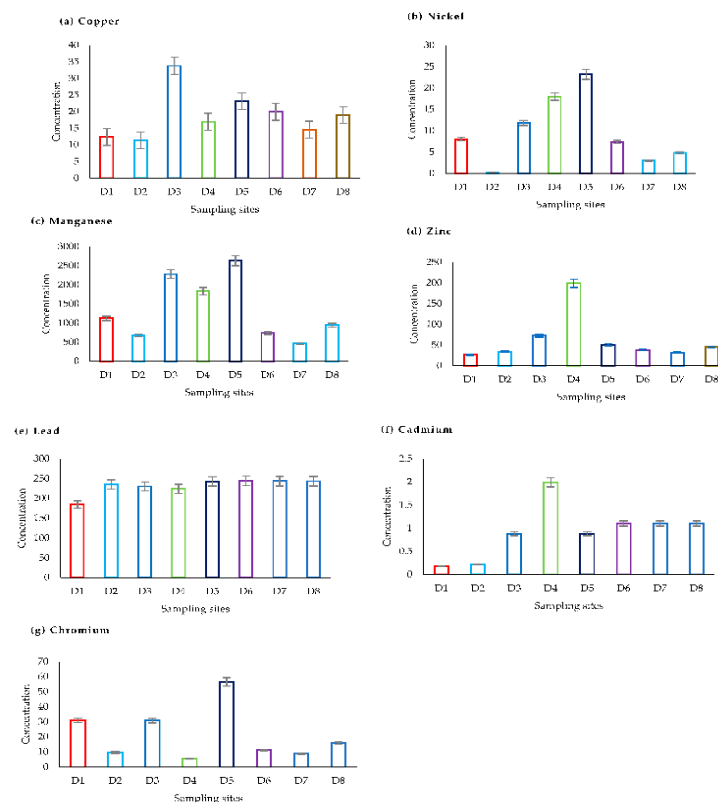 (a) Copper
Concentration
40
35
30
25
20
15
10
5
0
D1 D2 D3 D4 D5 D6 D7 D8
Sampling sites
(b) Nickel
Concentration
30
25
20
15
10
5
0
D1 D2 D3 D4 D5 D6 D7 D8
Sampling sites
(c) Manganese
Concentration
3000
2500
2000
1500
1000
500
0
D1 D2 D3 D4 D5 D6 D7 D8
Sampling sites
(d) Zinc
Concentration
250
200
150
100
50
0
D1 D2 D3 D4 D5 D6 D7 D8
Sampling sites
(e) Lead
Concentration
300
250
200
150
100
50
0
D1 D2 D3 D4 D5 D6 D7 D8
Sampling sites
(f) Cadmium
Concentration
2.5
2
1.5
1
0.5
0
D1 D2 D3 D4 D5 D6 D7 D8
Sampling sites
(g) Chromium
Concentration
70
60
50
40
30
20
10
0
D1 D2 D3 D4 D5 D6 D7 D8
Sampling sites